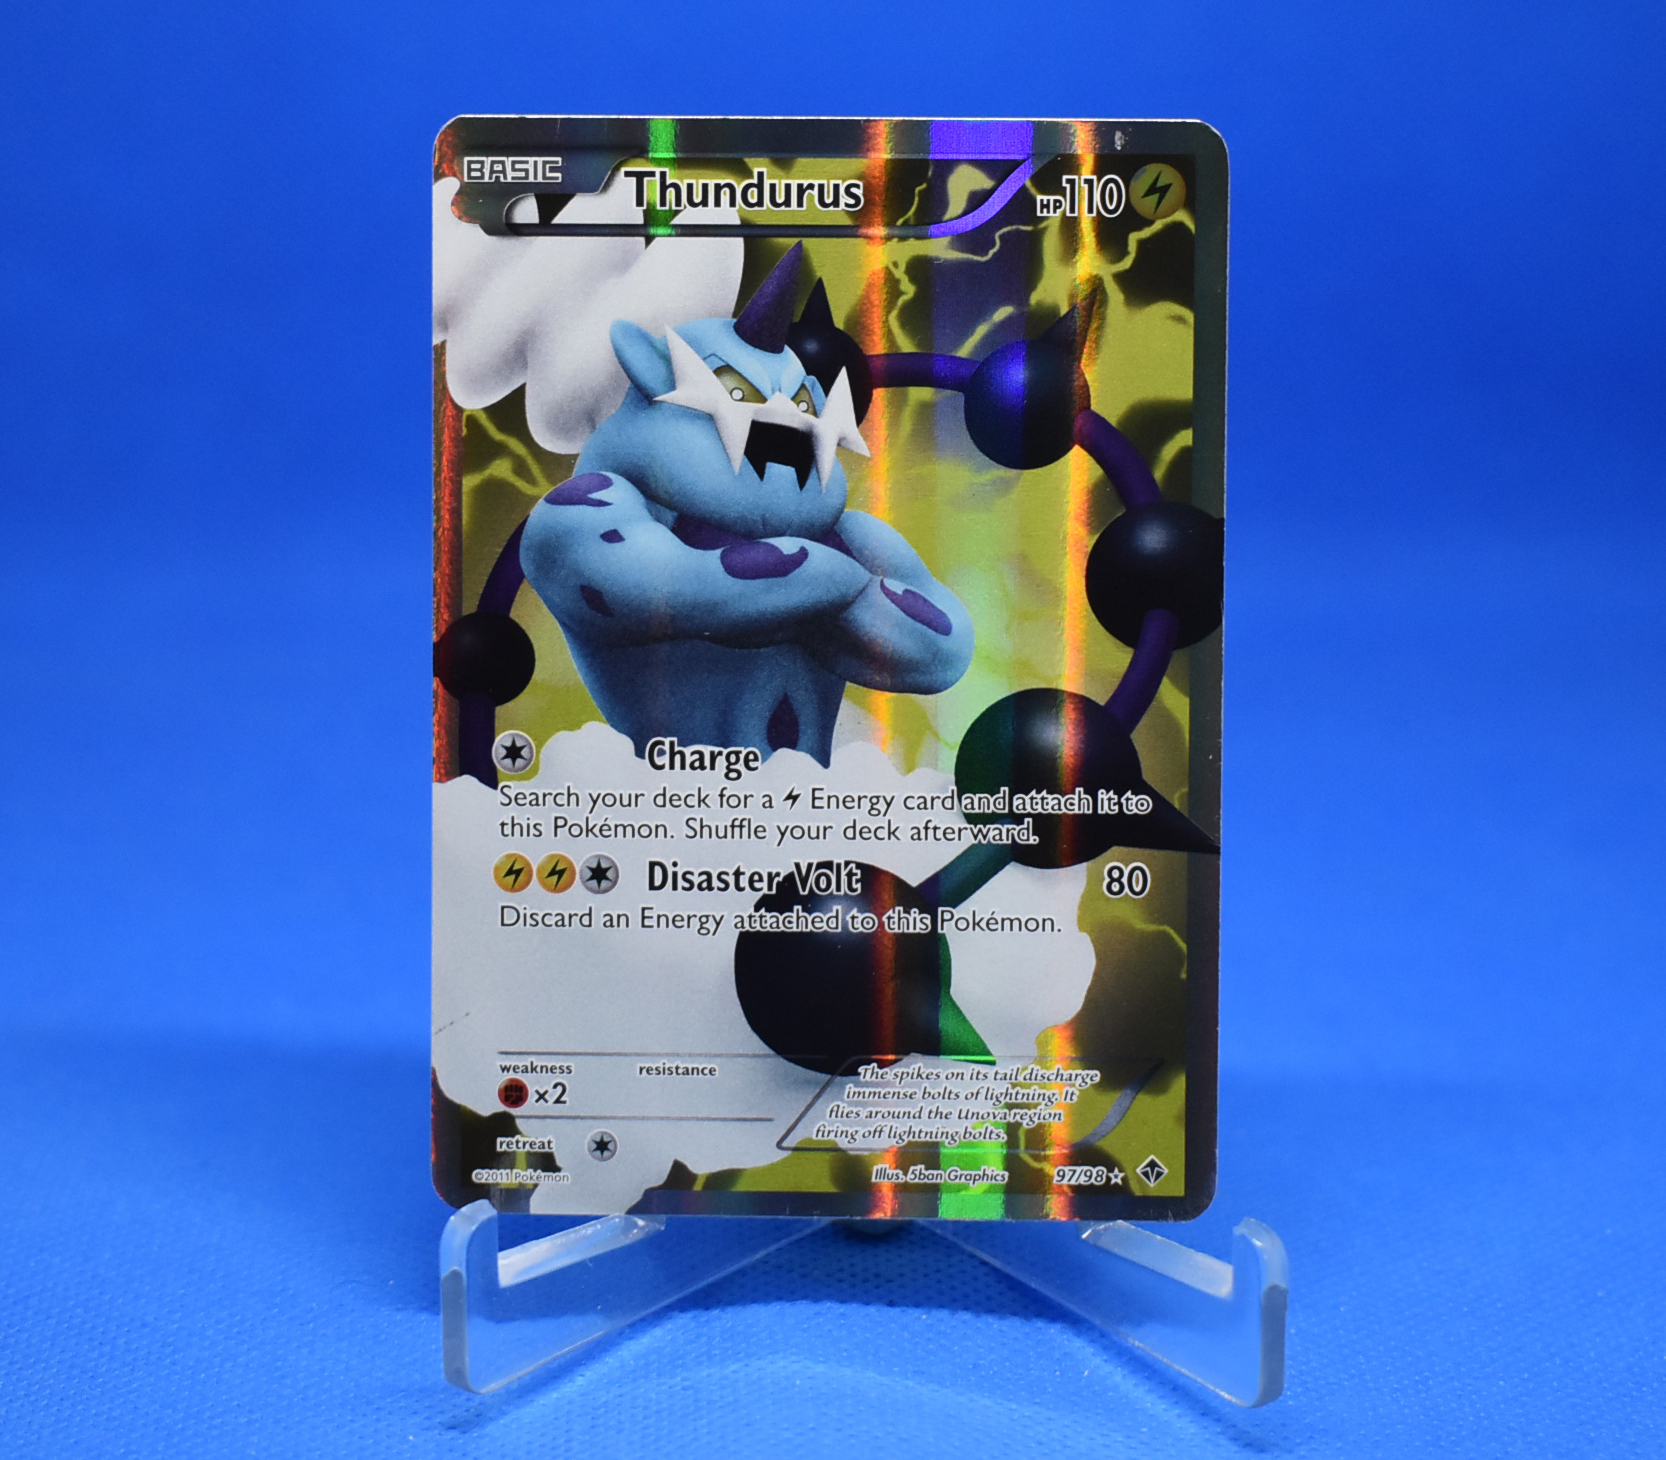 BASIC
Thundurus
HP110
Charge
Search your deck for a Energy card and attach it to
this Pokémon. Shuffle your deck afterward.
Disaster Volt 80
Discard an Energy attached to this Pokémon.
weakness resistance
×2
The spikes on its tail discharge
immense bolts of lightning. It
flies around the Unova region
firing off lightning bolts.
retreat
©2011 Pokémon Illus. 5ban Graphics 97/98